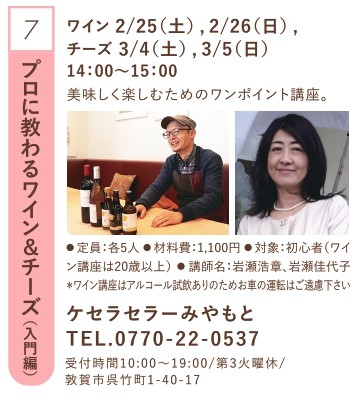 7
プロに教わるワイン&チーズ(入門編)
ワイン 2/25(土) , 2/26(日) ,
チーズ 3/4(土) , 3/5(日)
14:00〜15:00
美味しく楽しむためのワンポイント講座。
●定員:各5人 ●材料費:1,100円 ●対象:初心者(ワイ
ン講座は20歳以上) ●講師名:岩瀬浩章、岩瀬佳代子
*ワイン講座はアルコール試飲ありのためお車の運転はご遠慮下さい
ケセラセラーみやもと
TEL.0770-22-0537
受付時間10:00〜19:00/第3火曜休/
敦賀市呉竹町1-40-17